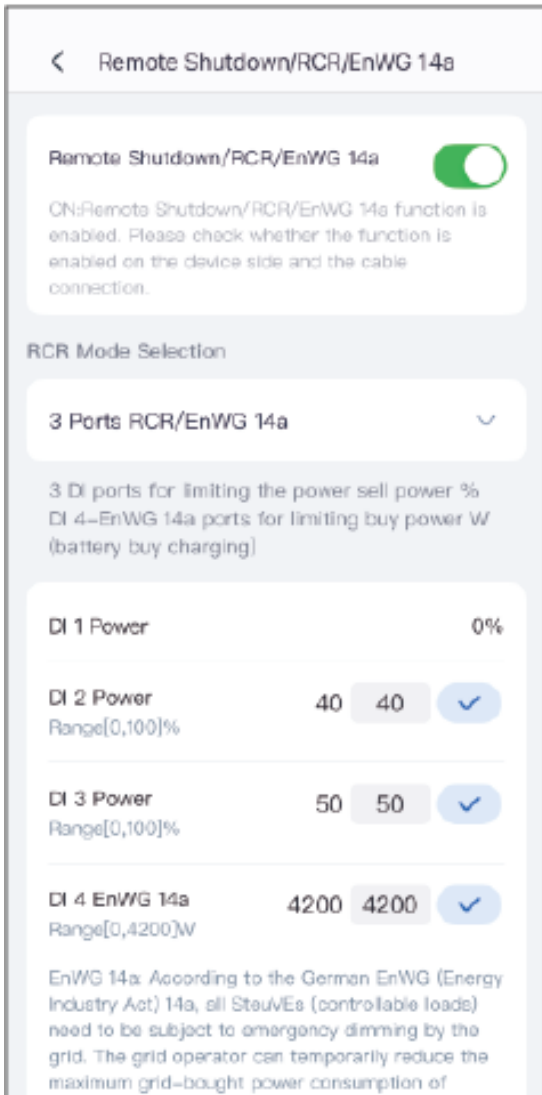 Remote Shutdown/RCR/EnWG 14a
Remote Shutdown/RCR/EnWG 14a
ON:Remote Shutdown/RCR/EnWG 14a function is
enabled. Please check whether the function is
enabled on the device side and the cable
connection.
RCR Mode Selection
3 Ports RCR/EnWG 14a
3 DI ports for limiting the power sell power %
DI 4-EnWG 14a ports for limiting buy power W
(battery buy charging)
DI 1 Power 0%
DI 2 Power 40 40
Range[0,100]%
DI 3 Power 50 50
Range[0,100]%
DI 4 EnWG 14a 4200 4200
Range[0,4200]W
EnWG 14a: According to the German EnWG (Energy
Industry Act) 14a, all SteuVEs (controllable loads)
need to be subject to emergency dimming by the
grid. The grid operator can temporarily reduce the
maximum grid-bought power consumption of